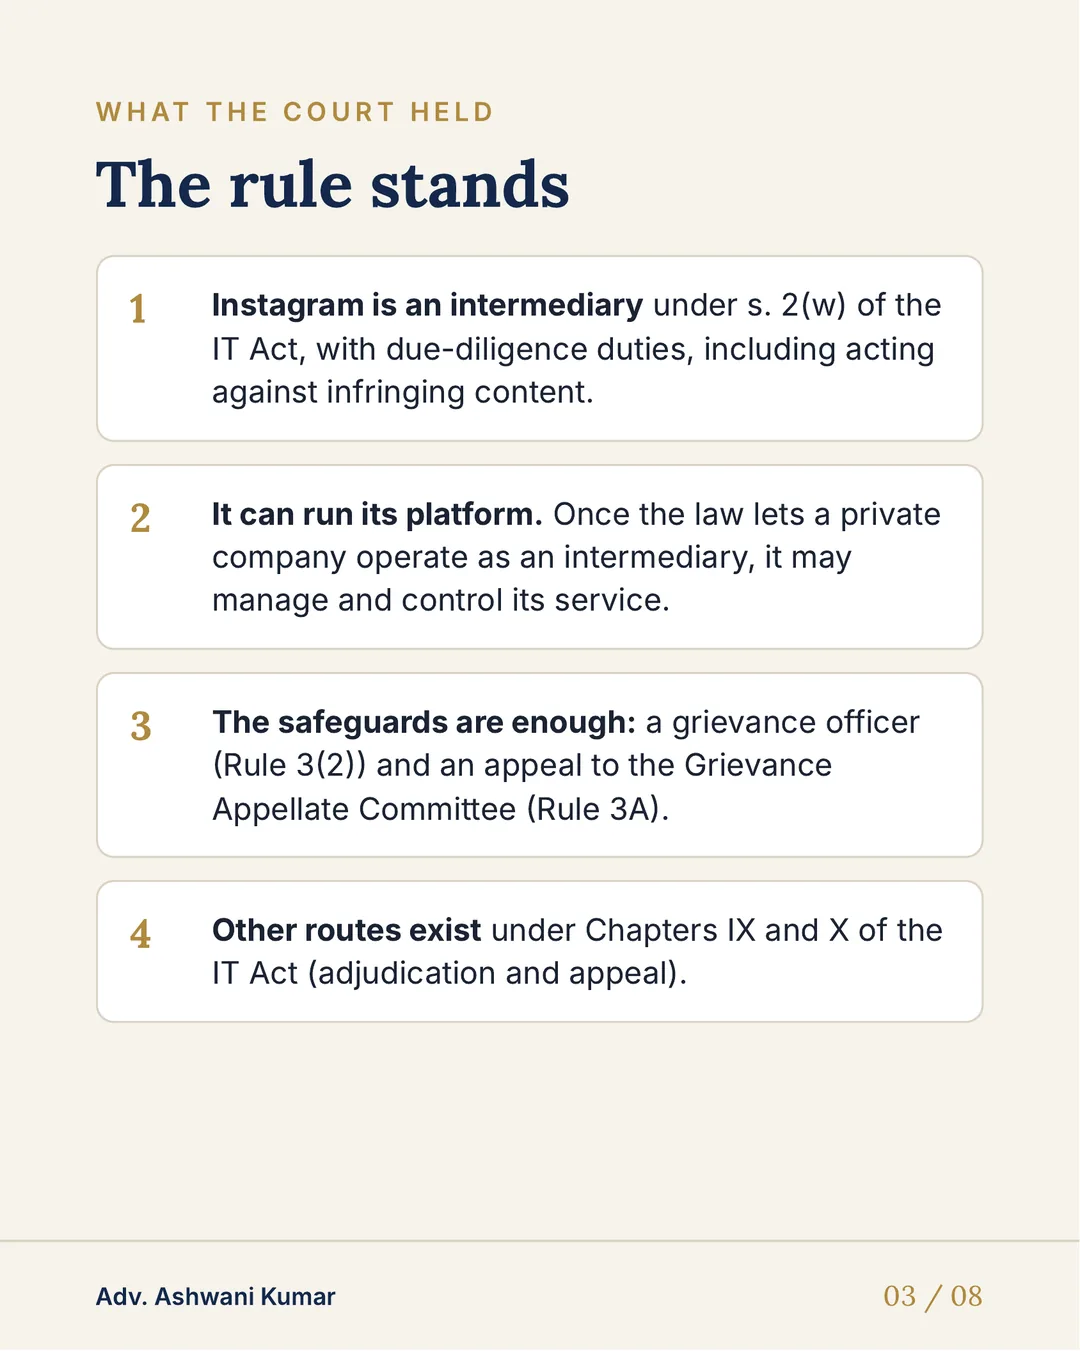 WHAT THE COURT HELD
The rule stands
1
Instagram is an intermediary under s. 2(w) of the
IT Act, with due-diligence duties, including acting
against infringing content.
2
It can run its platform. Once the law lets a private
company operate as an intermediary, it may
manage and control its service.
3
The safeguards are enough: a grievance officer
(Rule 3(2)) and an appeal to the Grievance
Appellate Committee (Rule 3A).
4
Other routes exist under Chapters IX and X of the
IT Act (adjudication and appeal).
Adv. Ashwani Kumar
03 / 08